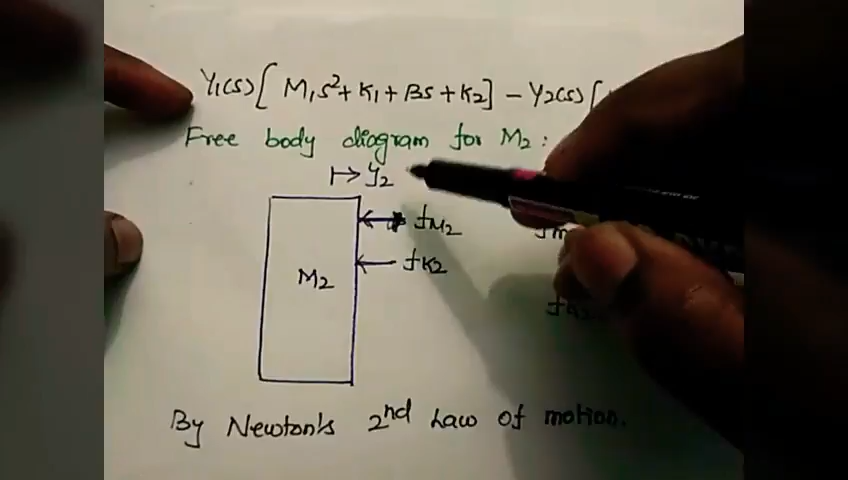 Y1(s) [ M1s²+K1+Bs+K2] - Y2(s) [
Free body diagram for M2:
y2
fM2
fK2
M2
By Newton's 2nd Law of motion.